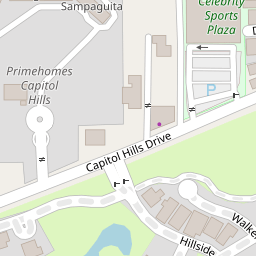 Sampaguita
Celebrity
Sports
Plaza
D
Primehomes
Capitol
Hills
P
Capitol Hills Drive
Walke
Hillside